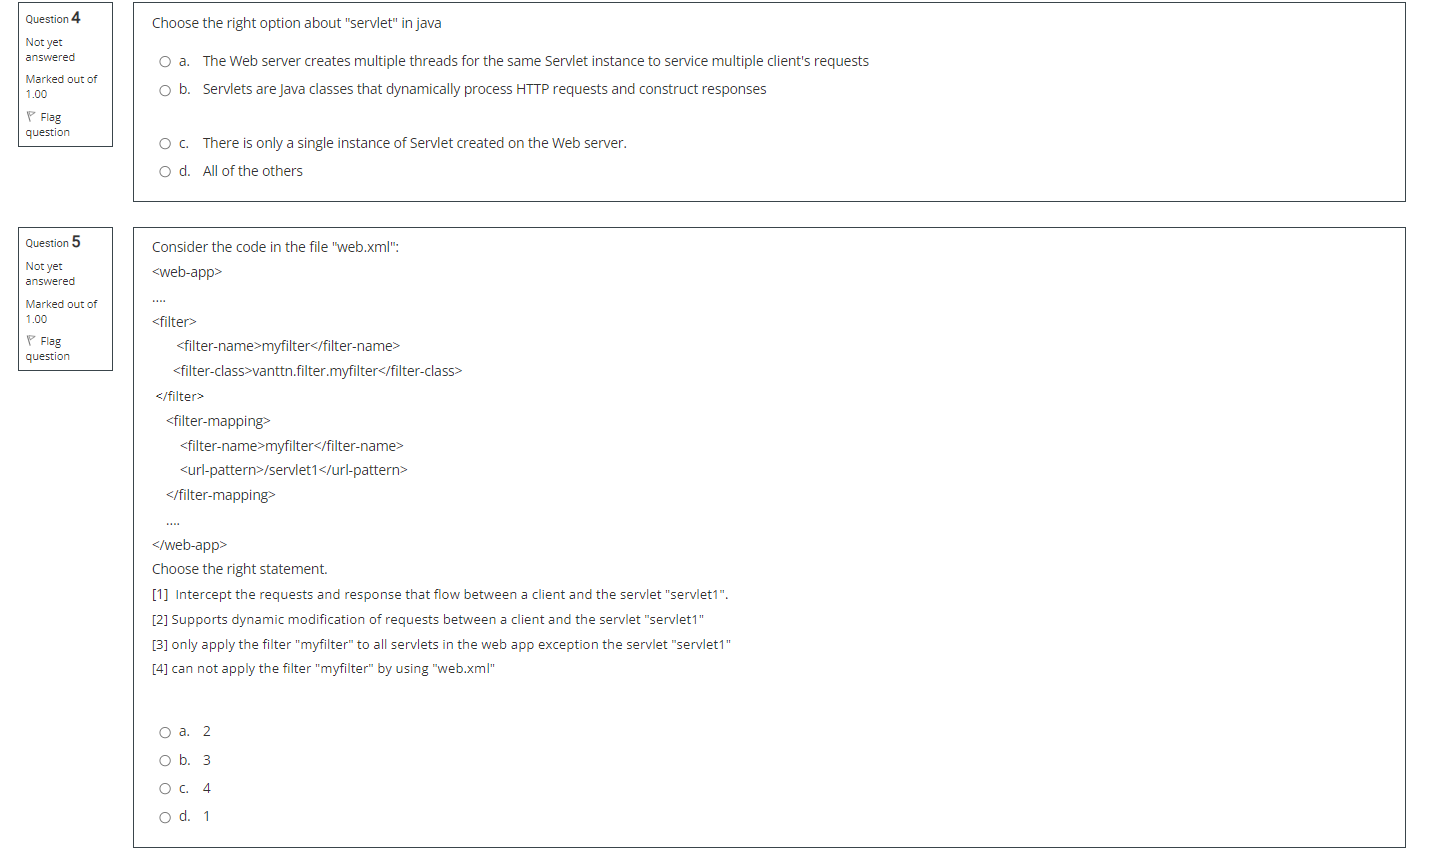 Question 4
Not yet
answered
Marked out of
1.00
Flag
question
Choose the right option about "servlet" in java
a. The Web server creates multiple threads for the same Servlet instance to service multiple client's requests
b. Servlets are Java classes that dynamically process HTTP requests and construct responses
c. There is only a single instance of Servlet created on the Web server.
d. All of the others
Question 5
Not yet
answered
Marked out of
1.00
Flag
question
Consider the code in the file "web.xml":
<web-app>
....
<filter>
<filter-name>myfilter</filter-name>
<filter-class>vanttn.filter.myfilter</filter-class>
</filter>
<filter-mapping>
<filter-name>myfilter</filter-name>
<url-pattern>/servlet1</url-pattern>
</filter-mapping>
....
</web-app>
Choose the right statement.
[1] Intercept the requests and response that flow between a client and the servlet "servlet1".
[2] Supports dynamic modification of requests between a client and the servlet "servlet1"
[3] only apply the filter "myfilter" to all servlets in the web app exception the servlet "servlet1"
[4] can not apply the filter "myfilter" by using "web.xml"
a. 2
b. 3
c. 4
d. 1